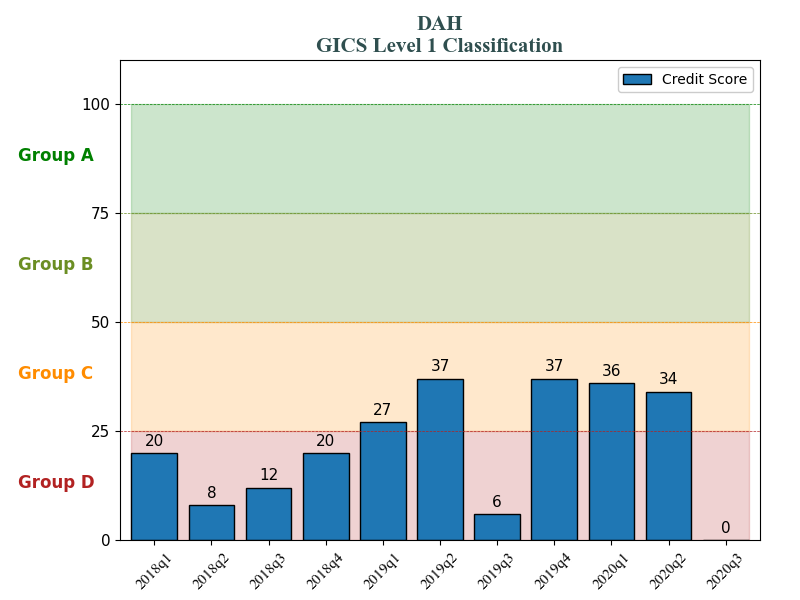 DAH
GICS Level 1 Classification
Credit Score
100
Group A
75
Group B
50
Group C
25
Group D
0
20
8
12
20
27
37
6
37
36
34
0
2018q1
2018q2
2018q3
2018q4
2019q1
2019q2
2019q3
2019q4
2020q1
2020q2
2020q3